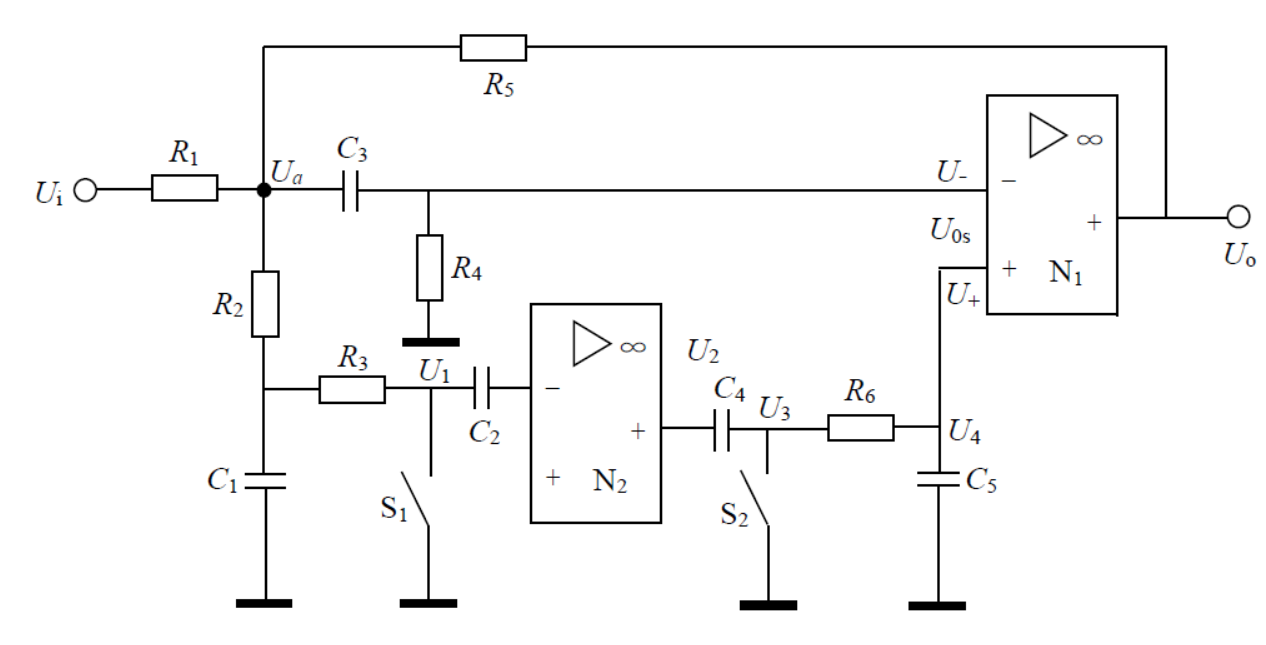 R₅
R₁
C₃
Uᵢ
Uₐ
▷ ∞
U₋
−
U₀ₛ
+
R₄
+
N₁
Uₒ
U₊
R₂
▷ ∞
R₃
U₁
U₂
−
C₄
U₃
R₆
C₂
+
U₄
C₁
+
N₂
C₅
S₁
S₂